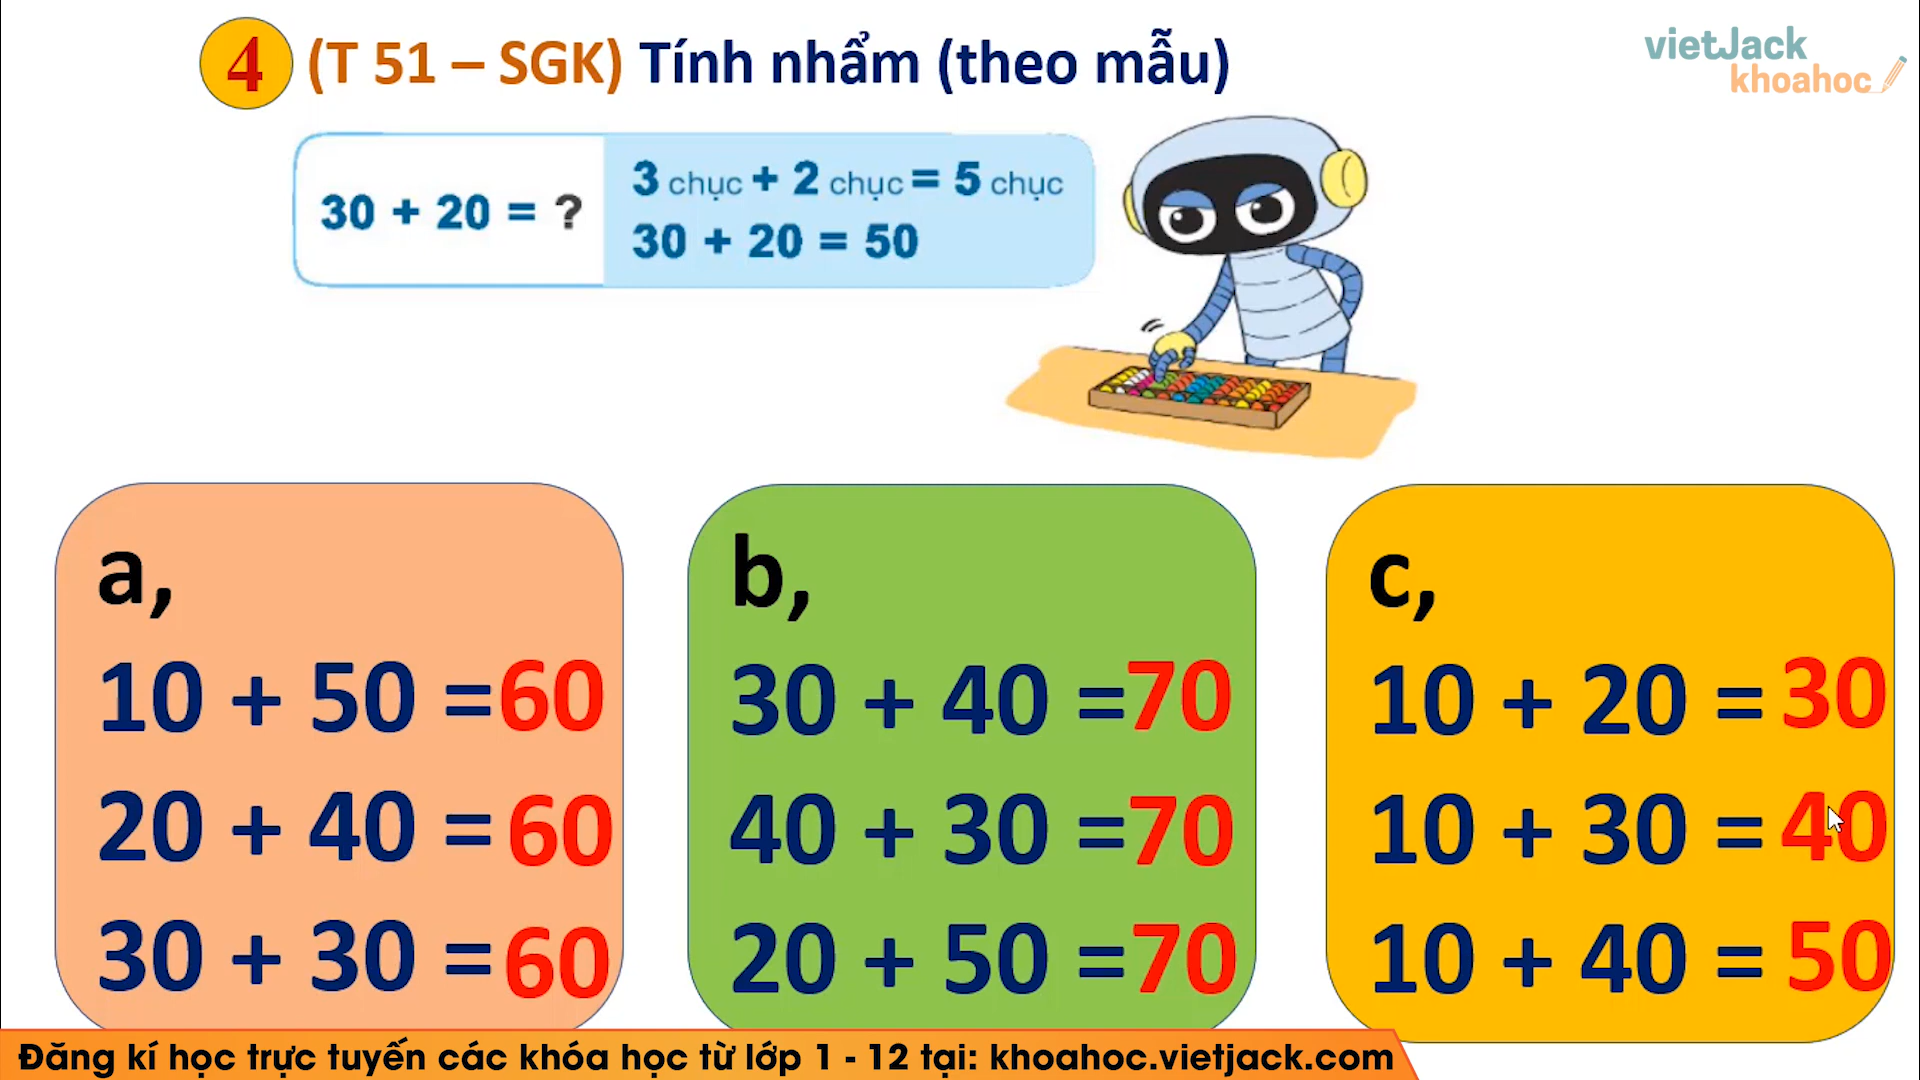 4 (T 51 – SGK) Tính nhẩm (theo mẫu)
vietJack
khoahoc
30 + 20 = ?
3 chục + 2 chục = 5 chục
30 + 20 = 50
a,
10 + 50 = 60
20 + 40 = 60
30 + 30 = 60
b,
30 + 40 = 70
40 + 30 = 70
20 + 50 = 70
c,
10 + 20 = 30
10 + 30 = 40
10 + 40 = 50
Đăng kí học trực tuyến các khóa học từ lớp 1 - 12 tại: khoahoc.vietjack.com